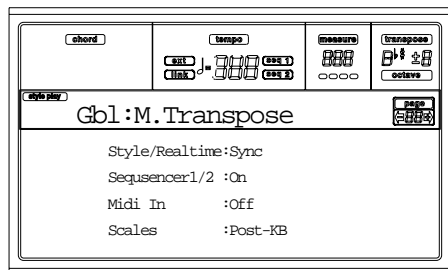 chord
tempo
measure
transpose
ext
link
♩=
seq 1
seq 2
888
octave
style play
Gbl:M.Transpose
page
Style/Realtime:Sync
Sequsencer1/2 :On
Midi In :Off
Scales :Post-KB